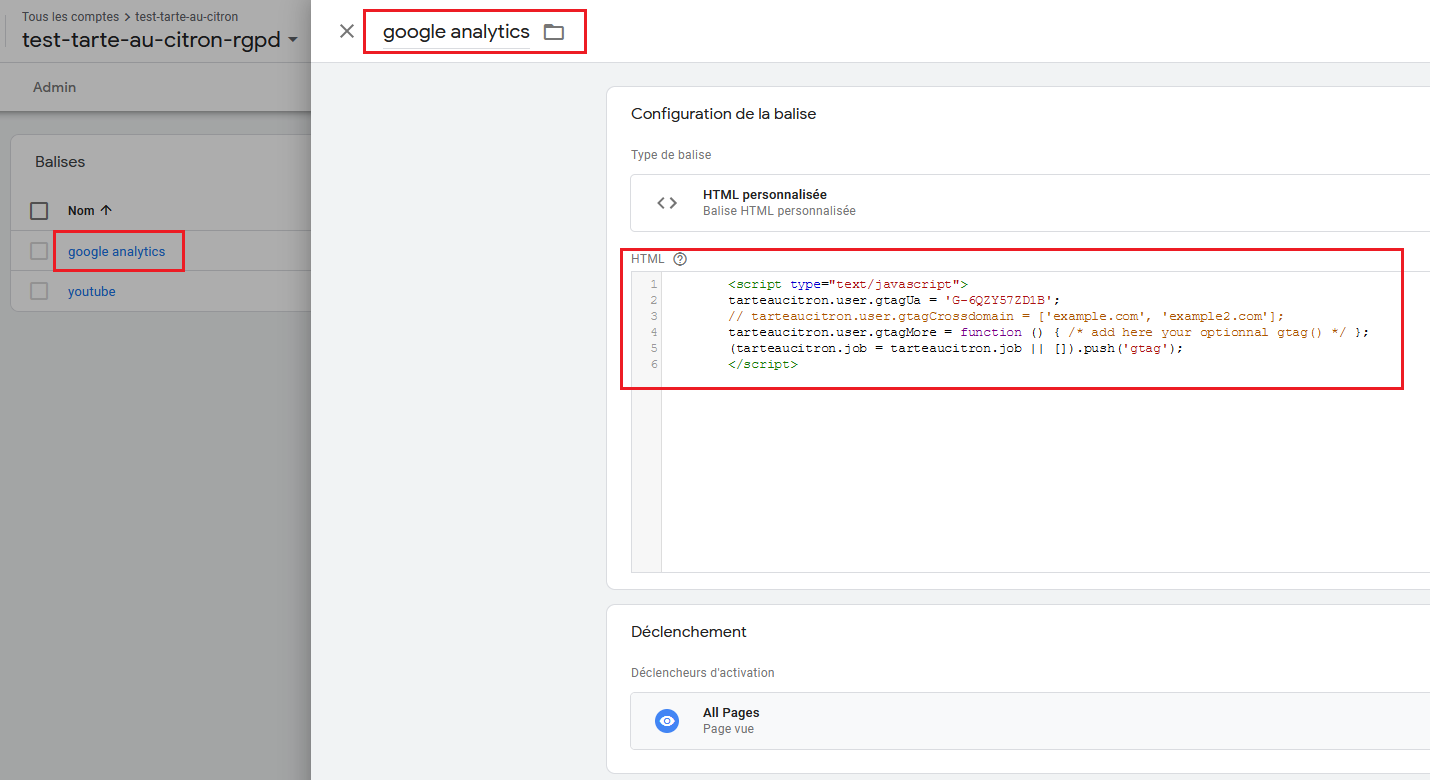 Tous les comptes > test-tarte-au-citron
test-tarte-au-citron-rgpd
Admin
Balises
Nom
google analytics
youtube
google analytics
Configuration de la balise
Type de balise
HTML personnalisée
Balise HTML personnalisée
HTML
1 <script type="text/javascript">
2 tarteaucitron.user.gtagUa = 'G-6QZY57ZD1B';
3 // tarteaucitron.user.gtagCrossdomain = ['example.com', 'example2.com'];
4 tarteaucitron.user.gtagMore = function () { /* add here your optionnal gtag() */ };
5 (tarteaucitron.job = tarteaucitron.job || []).push('gtag');
6 </script>
Déclenchement
Déclencheurs d'activation
All Pages
Page vue